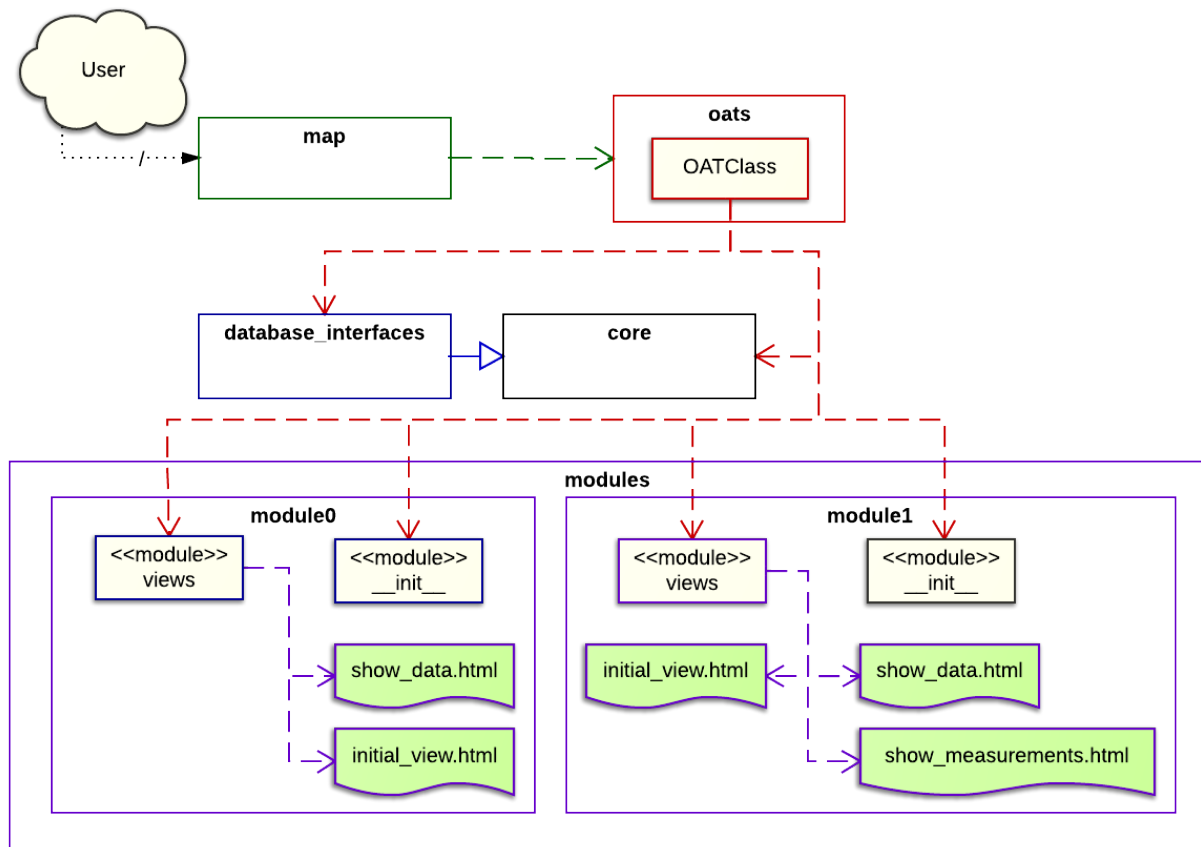 User
map
/
oats
OATClass
database_interfaces
core
modules
module0
<<module>>
views
<<module>>
__init__
show_data.html
initial_view.html
module1
<<module>>
views
<<module>>
__init__
initial_view.html
show_data.html
show_measurements.html